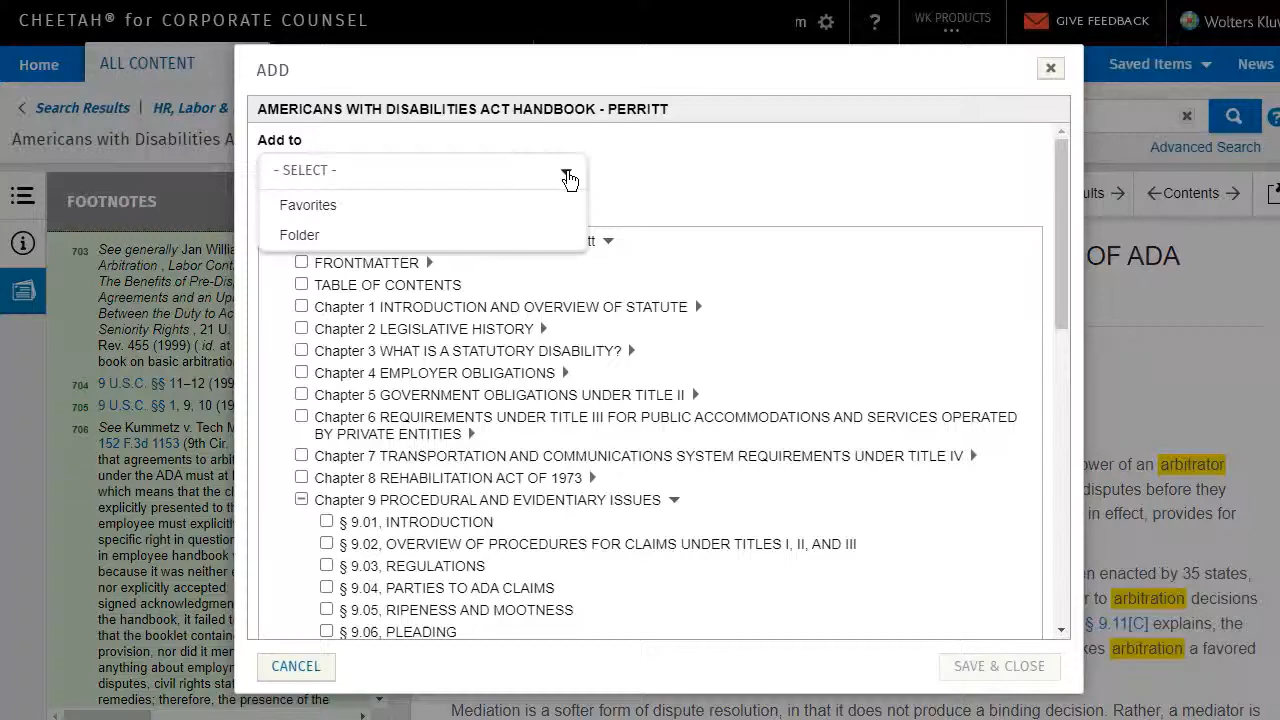 CHEETAH® for CORPORATE COUNSEL
m
?
WK PRODUCTS
GIVE FEEDBACK
Wolters Klu
Home
ALL CONTENT
Saved Items
News
Search Results
HR, Labor &
Americans with Disabilities A
Advanced Search
ults
Contents
FOOTNOTES
703 See generally Jan Willia
Arbitration , Labor Cont
The Benefits of Pre-Dis
Agreements and an Up
Between the Duty to Ac
Seniority Rights , 21 U.
Rev. 455 (1999) ( id. at
book on basic arbitratior
704 9 U.S.C. §§ 11–12 (199
705 9 U.S.C. §§ 1, 9, 10 (19
706 See Kummetz v. Tech M
152 F.3d 1153 (9th Cir.
that agreements to arbit
under the ADA must at l
which means that the cl
explicitly presented to th
employee must explicitl
specific right in question
in employee handbook w
because it was neither e
nor explicitly accepted.
signed acknowledgmen
the handbook, it failed t
that the booklet contain
provision, nor did it mer
anything about employn
disputes, civil rights stat
remedies; therefore, the presence of the
ADD
AMERICANS WITH DISABILITIES ACT HANDBOOK - PERRITT
Add to
- SELECT -
Favorites
Folder
tt
FRONTMATTER
TABLE OF CONTENTS
Chapter 1 INTRODUCTION AND OVERVIEW OF STATUTE
Chapter 2 LEGISLATIVE HISTORY
Chapter 3 WHAT IS A STATUTORY DISABILITY?
Chapter 4 EMPLOYER OBLIGATIONS
Chapter 5 GOVERNMENT OBLIGATIONS UNDER TITLE II
Chapter 6 REQUIREMENTS UNDER TITLE III FOR PUBLIC ACCOMMODATIONS AND SERVICES OPERATED
BY PRIVATE ENTITIES
Chapter 7 TRANSPORTATION AND COMMUNICATIONS SYSTEM REQUIREMENTS UNDER TITLE IV
Chapter 8 REHABILITATION ACT OF 1973
Chapter 9 PROCEDURAL AND EVIDENTIARY ISSUES
§ 9.01, INTRODUCTION
§ 9.02, OVERVIEW OF PROCEDURES FOR CLAIMS UNDER TITLES I, II, AND III
§ 9.03, REGULATIONS
§ 9.04, PARTIES TO ADA CLAIMS
§ 9.05, RIPENESS AND MOOTNESS
§ 9.06, PLEADING
CANCEL
SAVE & CLOSE
OF ADA
ower of an arbitrator
disputes before they
in effect, provides for
n enacted by 35 states,
r to arbitration decisions
§ 9.11[C] explains, the
kes arbitration a favored
Mediation is a softer form of dispute resolution, in that it does not produce a binding decision. Rather, a mediator is